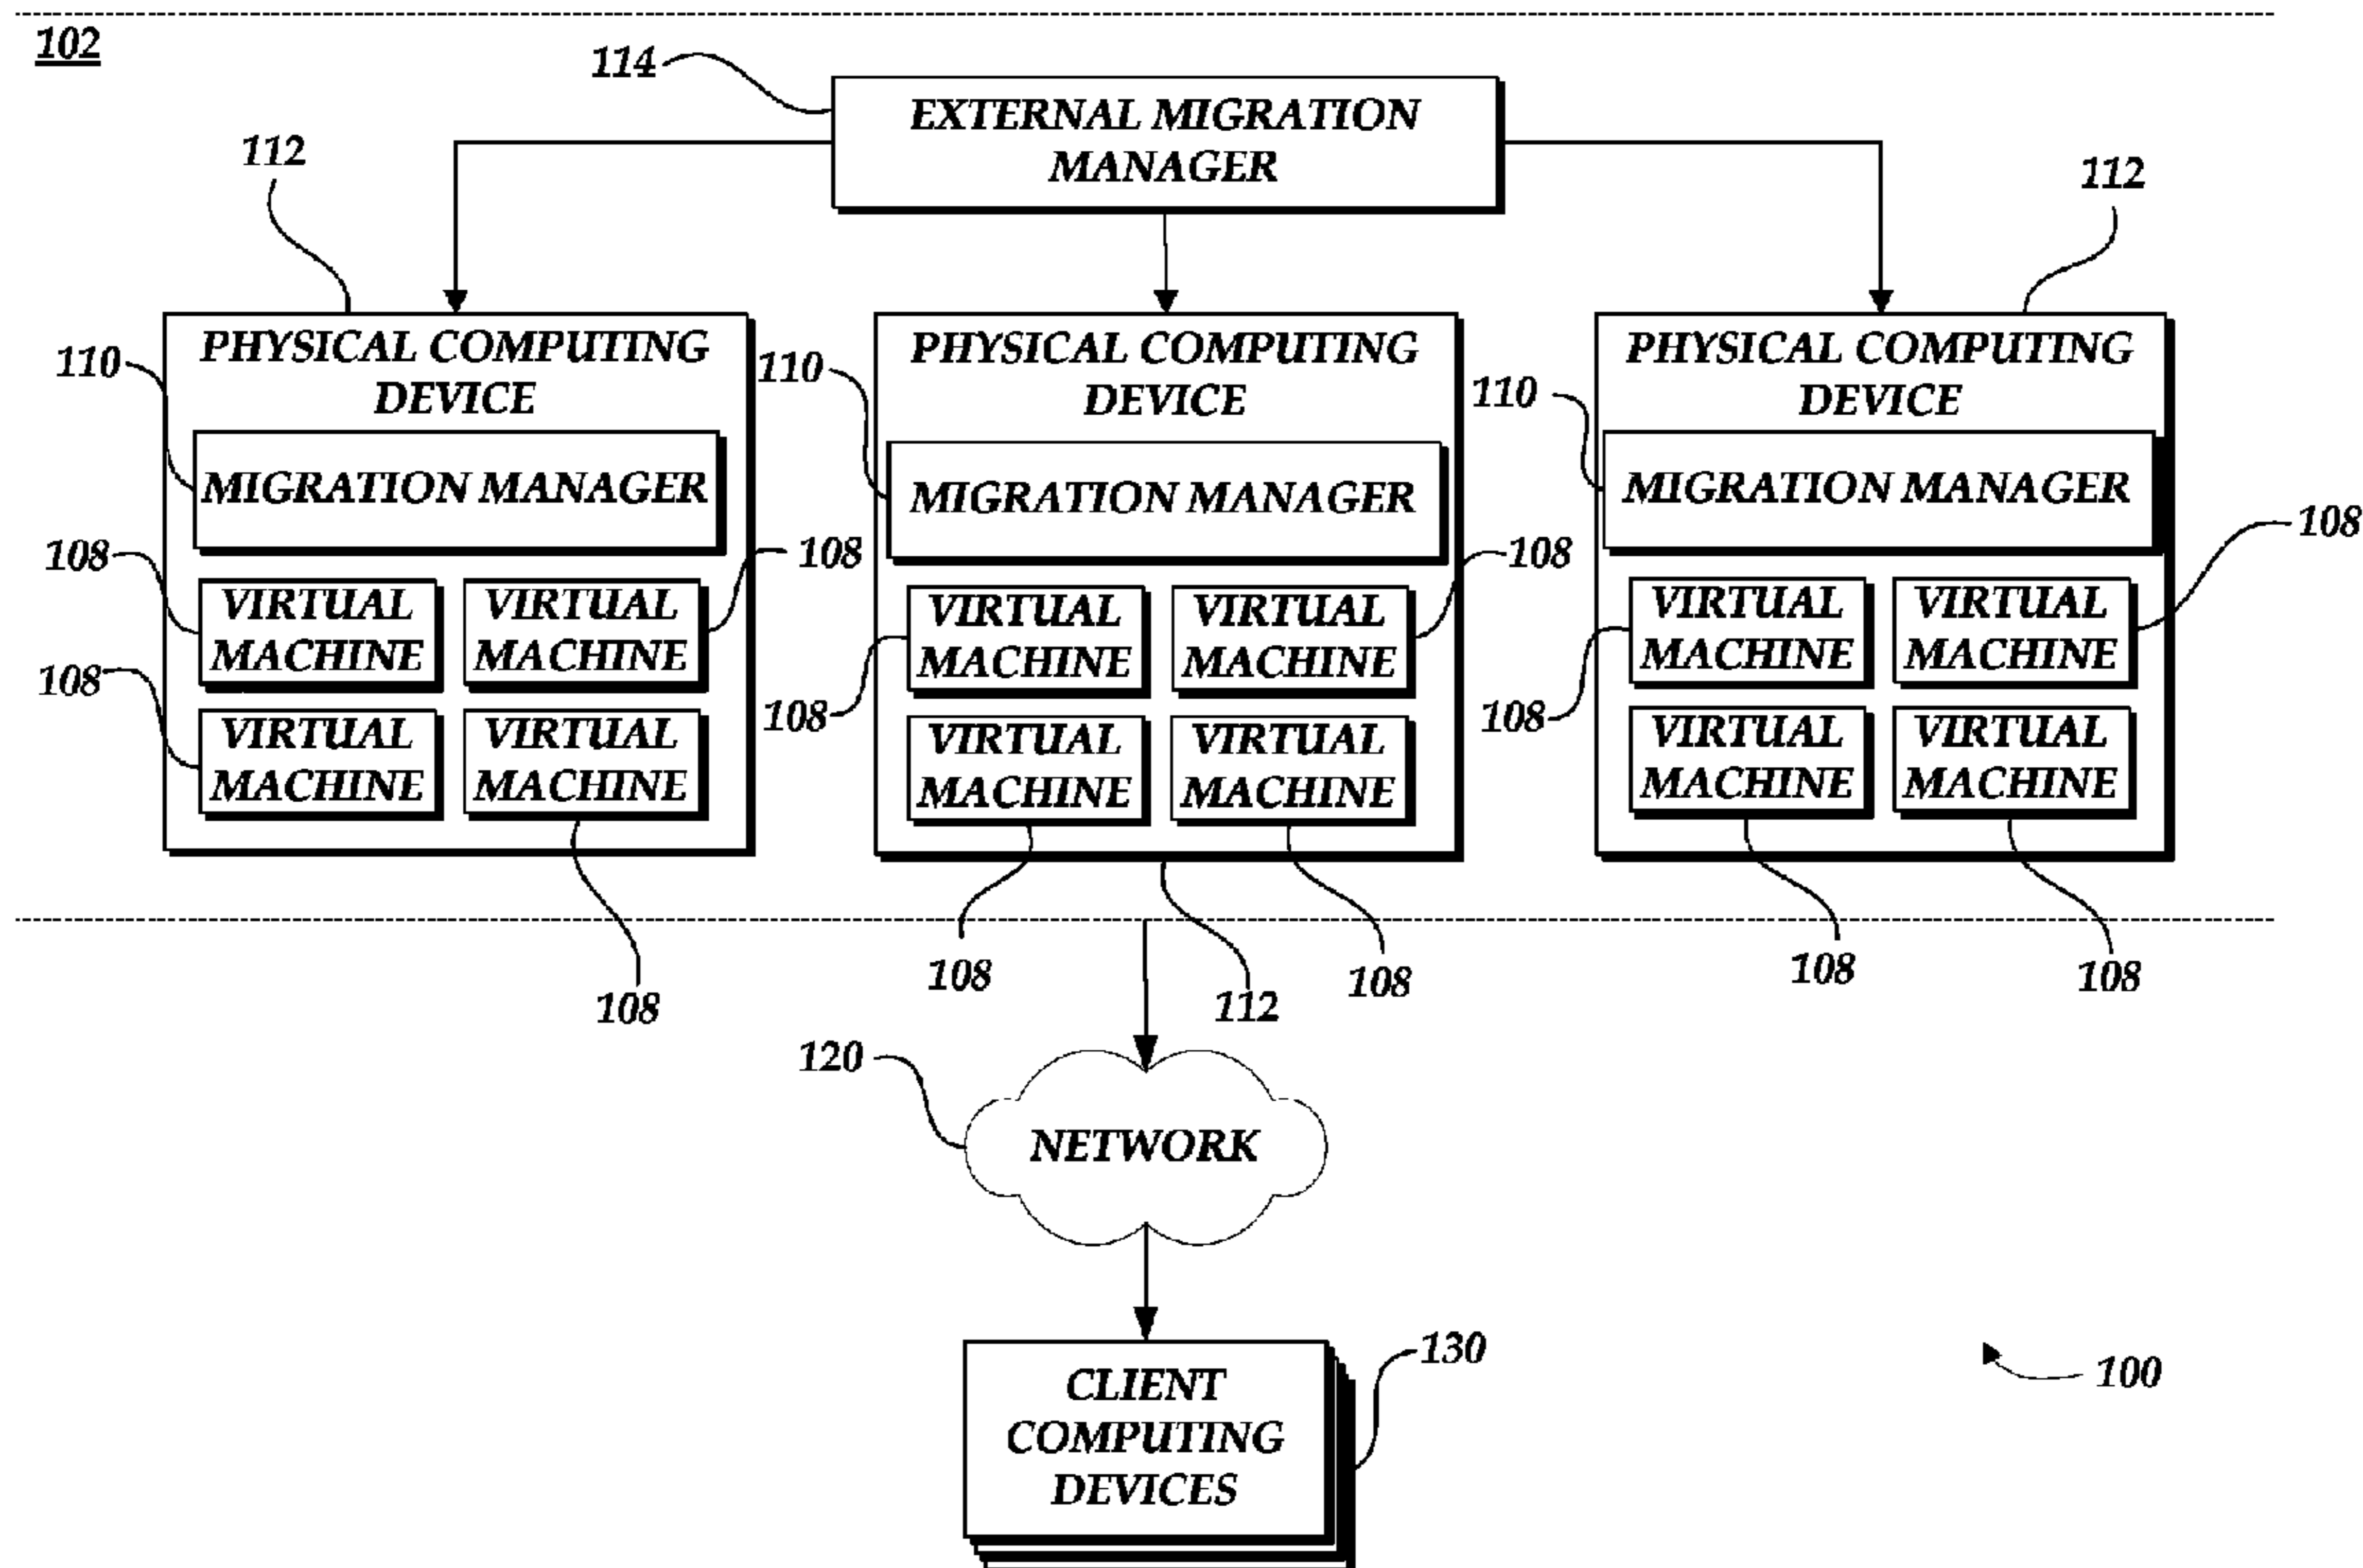 102
114
EXTERNAL MIGRATION
MANAGER
112
112
PHYSICAL COMPUTING
DEVICE
110
MIGRATION MANAGER
108
108
VIRTUAL
MACHINE
VIRTUAL
MACHINE
108
VIRTUAL
MACHINE
VIRTUAL
MACHINE
108
PHYSICAL COMPUTING
DEVICE
110
MIGRATION MANAGER
108
VIRTUAL
MACHINE
VIRTUAL
MACHINE
108
VIRTUAL
MACHINE
VIRTUAL
MACHINE
108
112
108
PHYSICAL COMPUTING
DEVICE
110
MIGRATION MANAGER
108
VIRTUAL
MACHINE
VIRTUAL
MACHINE
108
VIRTUAL
MACHINE
VIRTUAL
MACHINE
108
108
120
NETWORK
130
CLIENT
COMPUTING
DEVICES
100